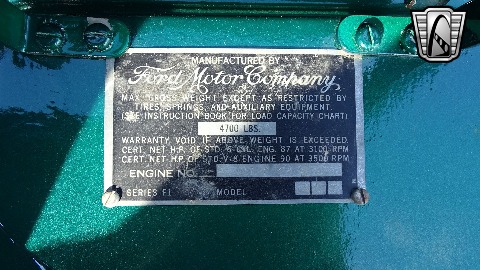 MANUFACTURED BY
Ford Motor Company
MAX. GROSS WEIGHT EXCEPT AS RESTRICTED BY
TIRES, SPRINGS, AND AUXILIARY EQUIPMENT.
(SEE INSTRUCTION BOOK FOR LOAD CAPACITY CHART)
4700 LBS.
WARRANTY VOID IF ABOVE WEIGHT IS EXCEEDED.
CERT. NET H.P. OF STD. 6-CYL. ENG. 87 AT 3100 RPM
CERT. NET H.P. OF STD. V-8 ENGINE 90 AT 3500 RPM
ENGINE NO.
SERIES F1 MODEL